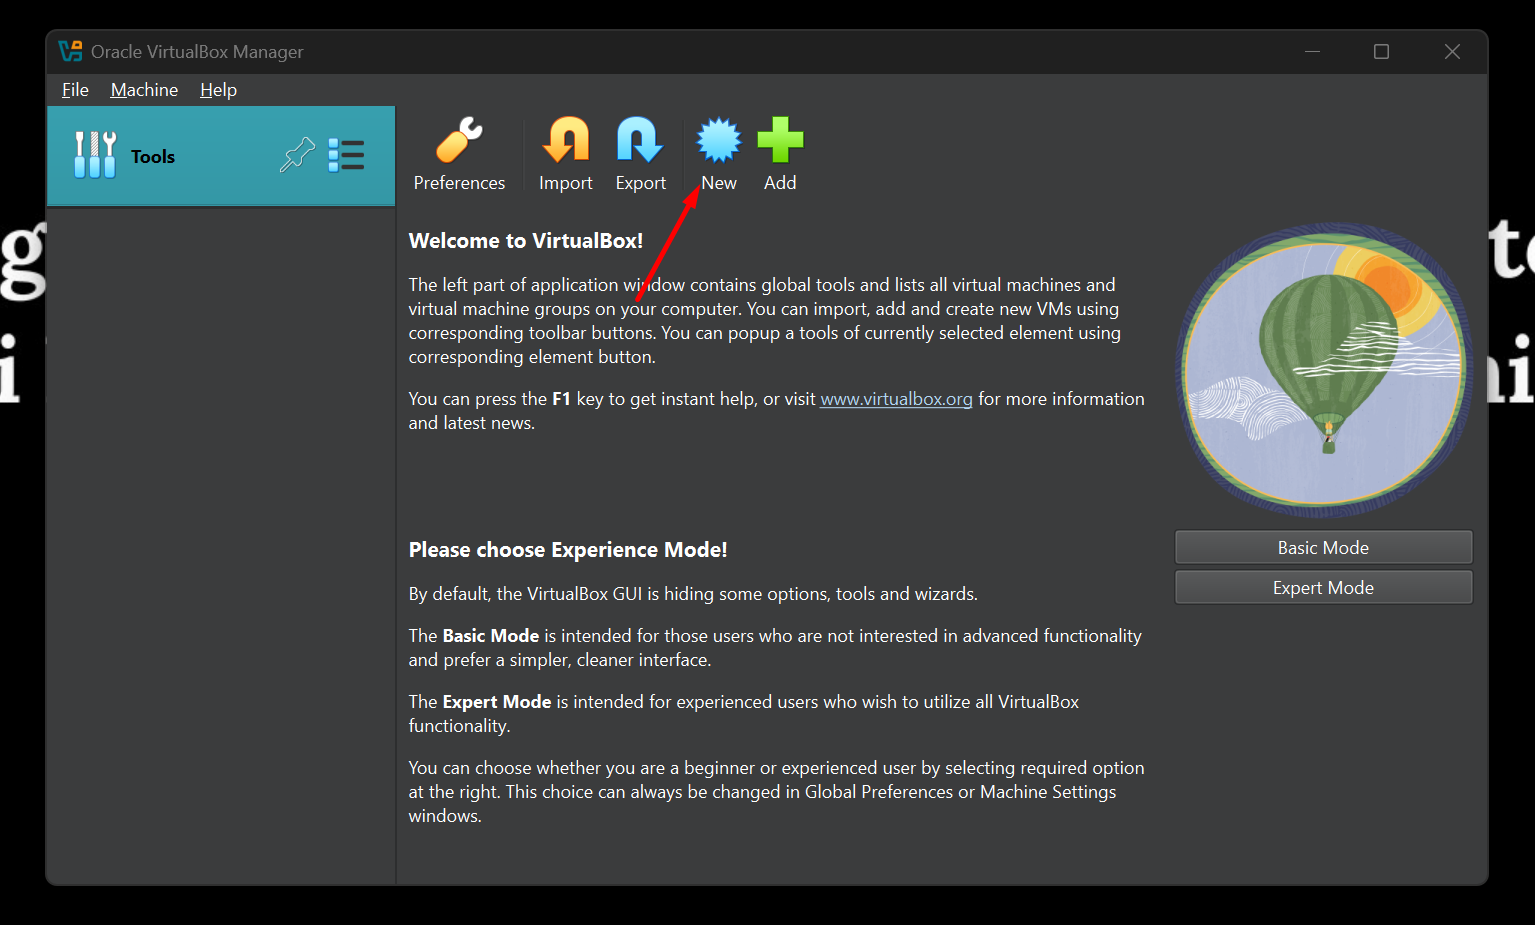 Oracle VirtualBox Manager
File Machine Help
Tools
Preferences Import Export New Add
Welcome to VirtualBox!
The left part of application window contains global tools and lists all virtual machines and
virtual machine groups on your computer. You can import, add and create new VMs using
corresponding toolbar buttons. You can popup a tools of currently selected element using
corresponding element button.
You can press the F1 key to get instant help, or visit www.virtualbox.org for more information
and latest news.
Please choose Experience Mode!
By default, the VirtualBox GUI is hiding some options, tools and wizards.
The Basic Mode is intended for those users who are not interested in advanced functionality
and prefer a simpler, cleaner interface.
The Expert Mode is intended for experienced users who wish to utilize all VirtualBox
functionality.
You can choose whether you are a beginner or experienced user by selecting required option
at the right. This choice can always be changed in Global Preferences or Machine Settings
windows.
Basic Mode
Expert Mode